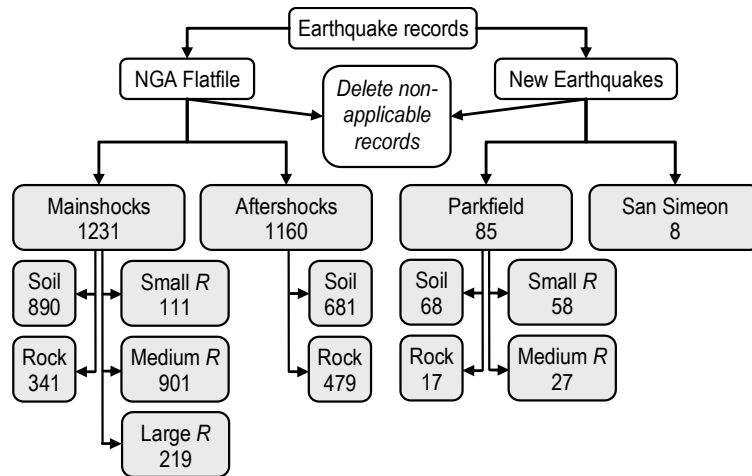 Earthquake records
NGA Flatfile
Delete non-
applicable
records
New Earthquakes
Mainshocks
1231
Aftershocks
1160
Parkfield
85
San Simeon
8
Soil
890
Small R
111
Soil
681
Soil
68
Small R
58
Rock
341
Medium R
901
Rock
479
Rock
17
Medium R
27
Large R
219